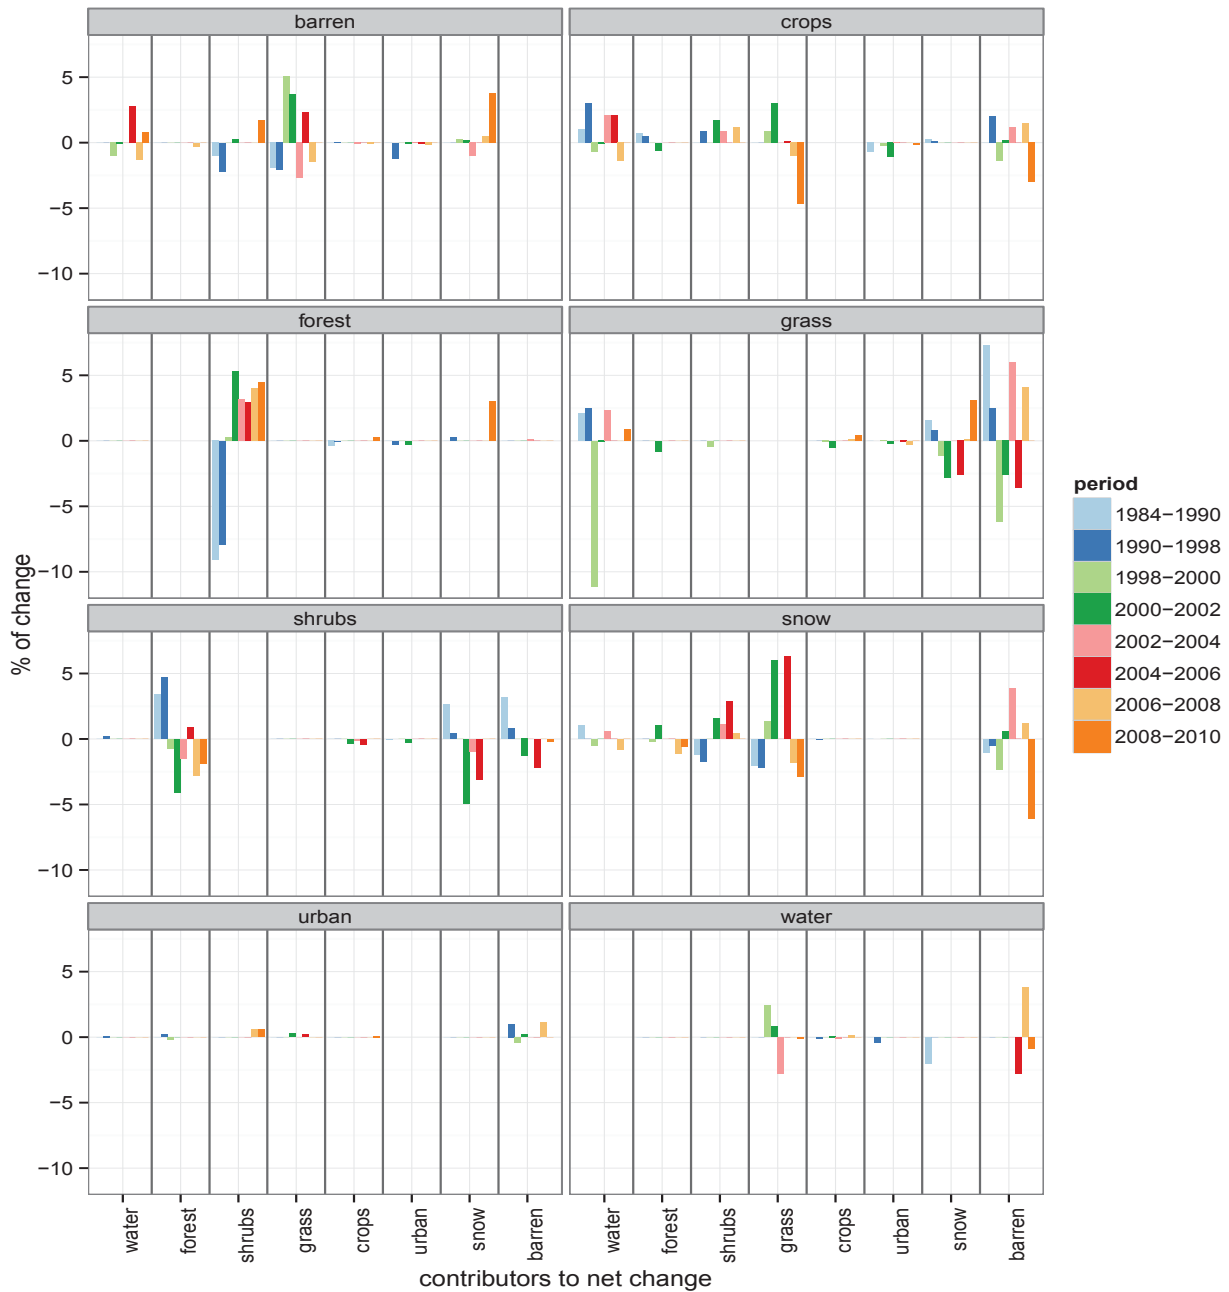 barren
crops
5
0
−5
−10
forest
grass
5
0
−5
−10
shrubs
snow
5
0
−5
−10
urban
water
5
0
−5
−10
% of change
water forest shrubs grass crops urban snow barren
water forest shrubs grass crops urban snow barren
contributors to net change
period
1984−1990
1990−1998
1998−2000
2000−2002
2002−2004
2004−2006
2006−2008
2008−2010